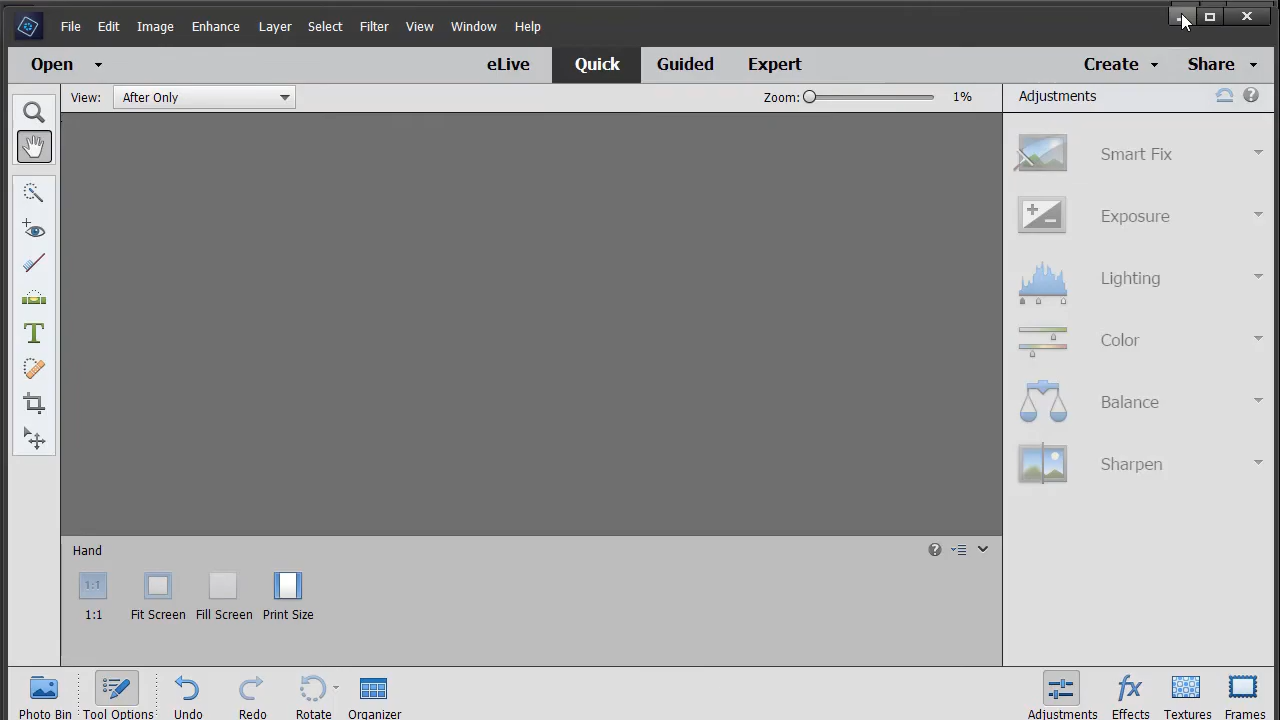 File Edit Image Enhance Layer Select Filter View Window Help
Open eLive Quick Guided Expert Create Share
View: After Only Zoom: 1% Adjustments
Smart Fix
Exposure
Lighting
Color
Balance
Sharpen
T
Hand
1:1
1:1 Fit Screen Fill Screen Print Size
fx
Photo Bin Tool Options Undo Redo Rotate Organizer Adjustments Effects Textures Frames